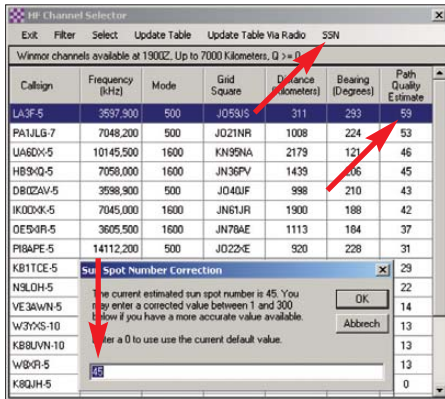 HF Channel Selector
Exit Filter Select Update Table Update Table Via Radio SSN
Winmor channels available at 1900Z, Up to 7000 Kilometers, Q >= 0
Callsign Frequency (kHz) Mode Grid Square Distance (Kilometers) Bearing (Degrees) Path Quality Estimate
LA3F-5 3597,900 500 JO59JS 311 293 59
PA1JLG-7 7048,200 500 JO21NR 1008 224 53
UA6DX-5 10145,500 1600 KN95NA 2179 121 46
HB9XQ-5 7058,000 1600 JN36PV 1439 206 45
DB0ZAV-5 3598,900 500 JO40JF 998 210 43
IK0OXK-5 7045,000 1600 JN61JR 1900 188 42
OE5XIR-5 3605,500 1600 JN78AE 1113 184 37
PI8APE-5 14112,200 500 JO22XE 920 228 31
KB1TCE-5 29
N9LOH-5 22
VE3AWN-5 14
W3YXS-10 13
KB8UVN-10 13
W8XR-5 13
K8QJH-5 0
Sun Spot Number Correction
The current estimated sun spot number is 45. You
may enter a corrected value between 1 and 300
below if you have a more accurate value available.
Enter a 0 to use use the current default value.
OK
Abbrech
45